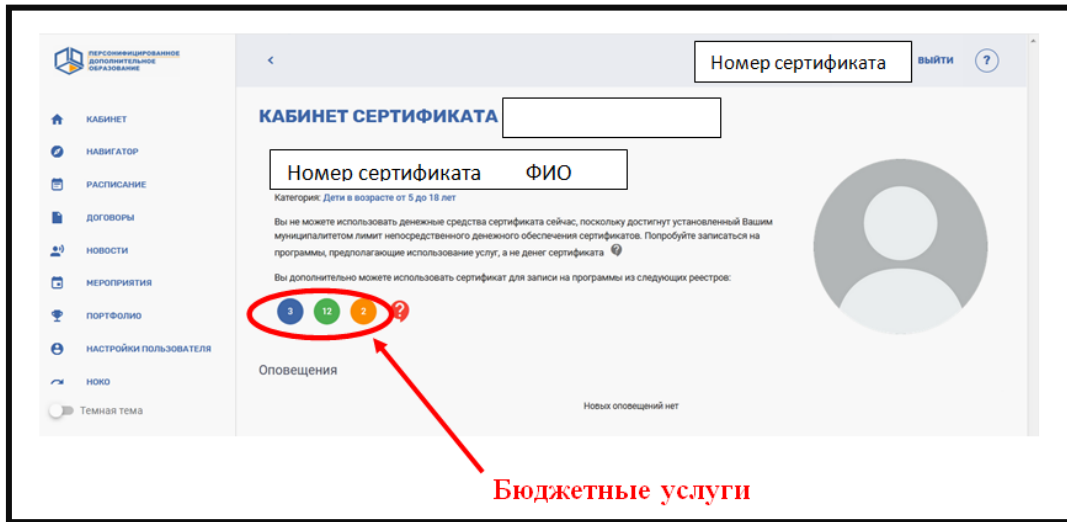 ПЕРСОНИФИЦИРОВАННОЕ
ДОПОЛНИТЕЛЬНОЕ
ОБРАЗОВАНИЕ
<
Номер сертификата
ВЫЙТИ
?
КАБИНЕТ
НАВИГАТОР
РАСПИСАНИЕ
ДОГОВОРЫ
НОВОСТИ
МЕРОПРИЯТИЯ
ПОРТФОЛИО
НАСТРОЙКИ ПОЛЬЗОВАТЕЛЯ
НОКО
Темная тема
КАБИНЕТ СЕРТИФИКАТА
Номер сертификата ФИО
Категория: Дети в возрасте от 5 до 18 лет
Вы не можете использовать денежные средства сертификата сейчас, поскольку достигнут установленный Вашим
муниципалитетом лимит непосредственного денежного обеспечения сертификатов. Попробуйте записаться на
программы, предполагающие использование услуг, а не денег сертификата ?
Вы дополнительно можете использовать сертификат для записи на программы из следующих реестров:
3 12 2 ?
Оповещения
Новых оповещений нет
Бюджетные услуги